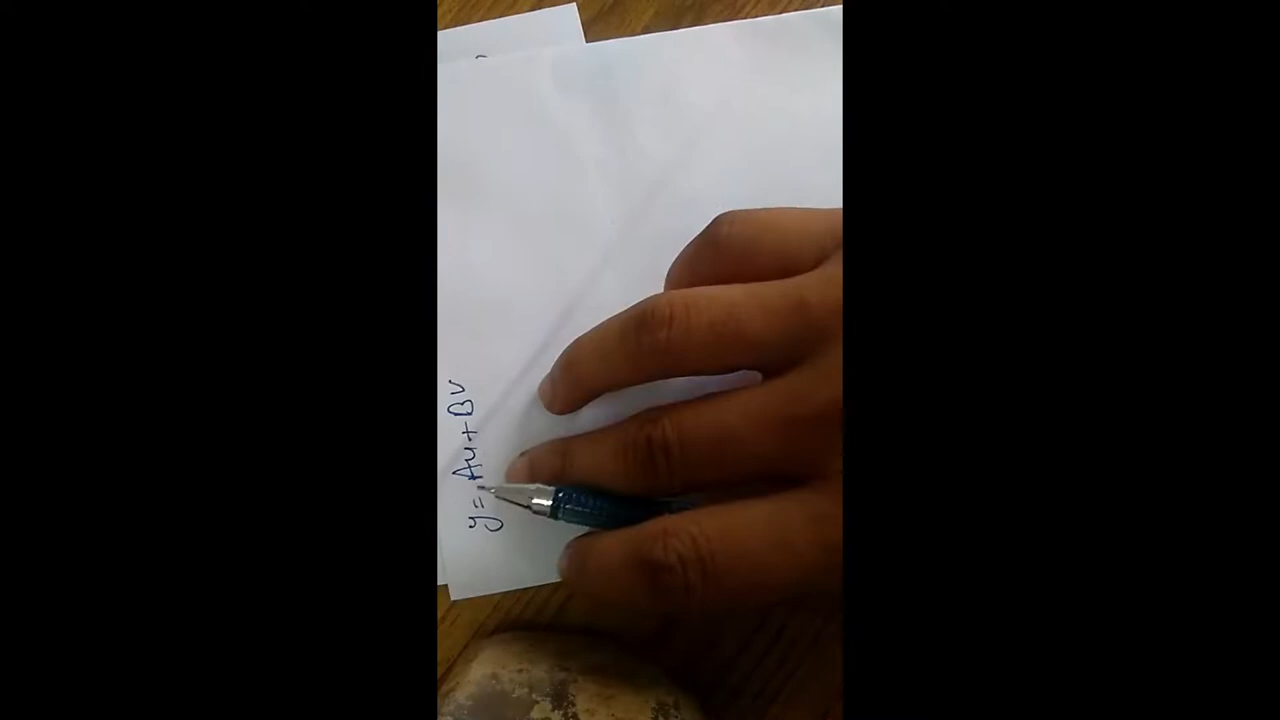 y = Au + Bv